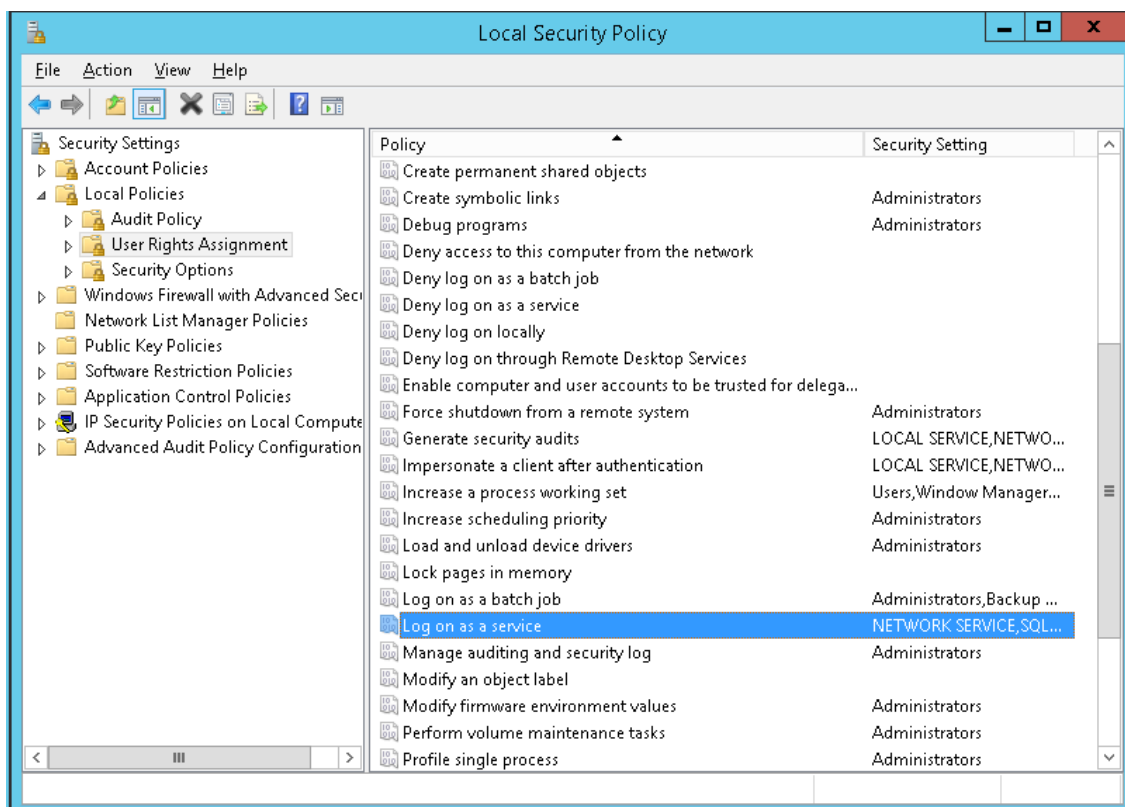 Local Security Policy
File Action View Help
Security Settings
Account Policies
Local Policies
Audit Policy
User Rights Assignment
Security Options
Windows Firewall with Advanced Secu
Network List Manager Policies
Public Key Policies
Software Restriction Policies
Application Control Policies
IP Security Policies on Local Compute
Advanced Audit Policy Configuration
Policy Security Setting
Create permanent shared objects
Create symbolic links Administrators
Debug programs Administrators
Deny access to this computer from the network
Deny log on as a batch job
Deny log on as a service
Deny log on locally
Deny log on through Remote Desktop Services
Enable computer and user accounts to be trusted for delega...
Force shutdown from a remote system Administrators
Generate security audits LOCAL SERVICE,NETWO...
Impersonate a client after authentication LOCAL SERVICE,NETWO...
Increase a process working set Users,Window Manager...
Increase scheduling priority Administrators
Load and unload device drivers Administrators
Lock pages in memory
Log on as a batch job Administrators,Backup ...
Log on as a service NETWORK SERVICE,SQL...
Manage auditing and security log Administrators
Modify an object label
Modify firmware environment values Administrators
Perform volume maintenance tasks Administrators
Profile single process Administrators